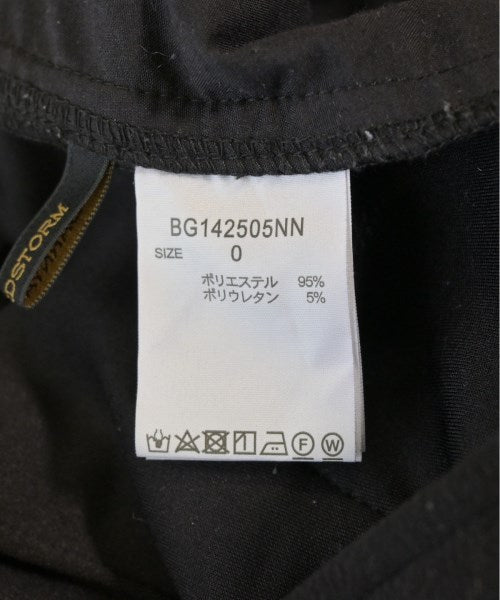 DSTORM
BG142505NN
SIZE 0
ポリエステル 95%
ポリウレタン 5%
F W